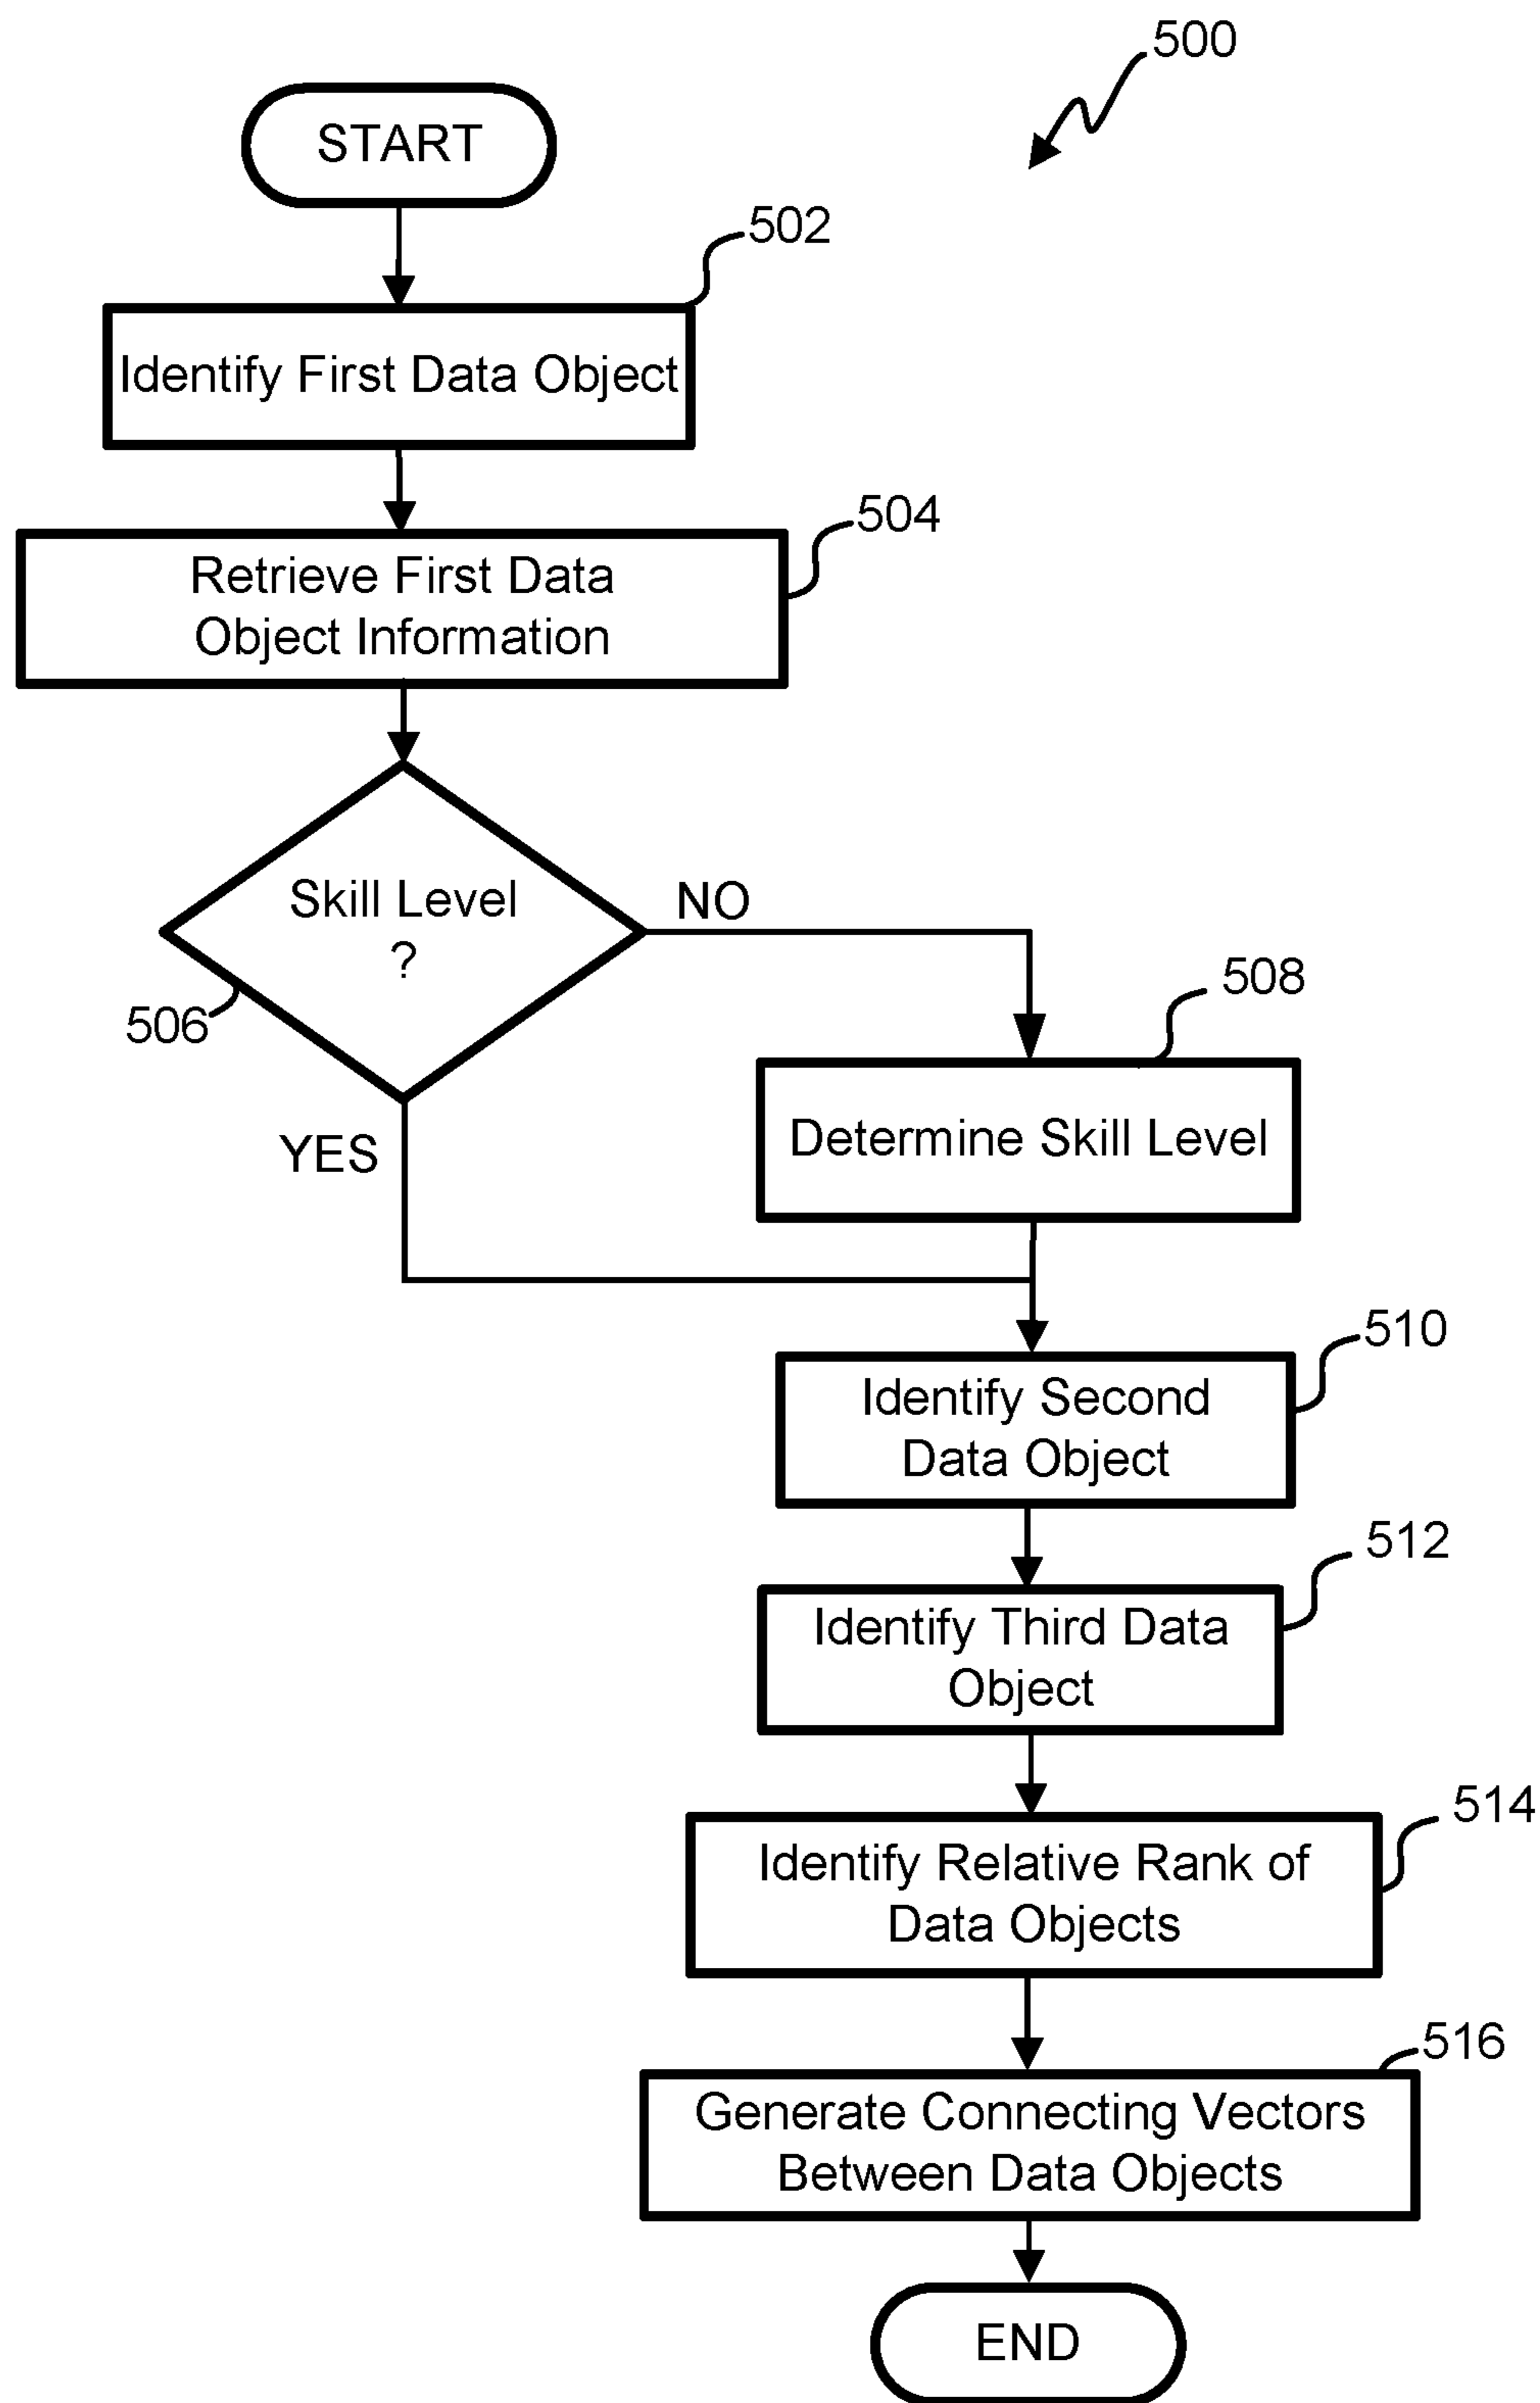 500
START
502
Identify First Data Object
504
Retrieve First Data
Object Information
Skill Level
?
NO
506
508
YES
Determine Skill Level
510
Identify Second
Data Object
512
Identify Third Data
Object
514
Identify Relative Rank of
Data Objects
516
Generate Connecting Vectors
Between Data Objects
END